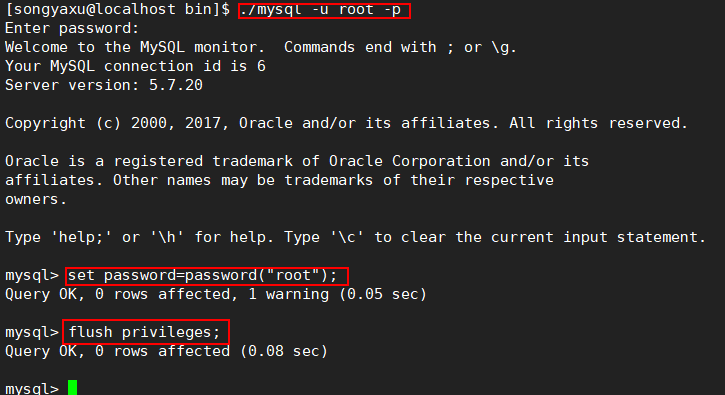 [songyaxu@localhost bin]$ ./mysql -u root -p
Enter password:
Welcome to the MySQL monitor.  Commands end with ; or \g.
Your MySQL connection id is 6
Server version: 5.7.20
Copyright (c) 2000, 2017, Oracle and/or its affiliates. All rights reserved.
Oracle is a registered trademark of Oracle Corporation and/or its
affiliates. Other names may be trademarks of their respective
owners.
Type 'help;' or '\h' for help. Type '\c' to clear the current input statement.
mysql> set password=password("root");
Query OK, 0 rows affected, 1 warning (0.05 sec)
mysql> flush privileges;
Query OK, 0 rows affected (0.08 sec)
mysql>